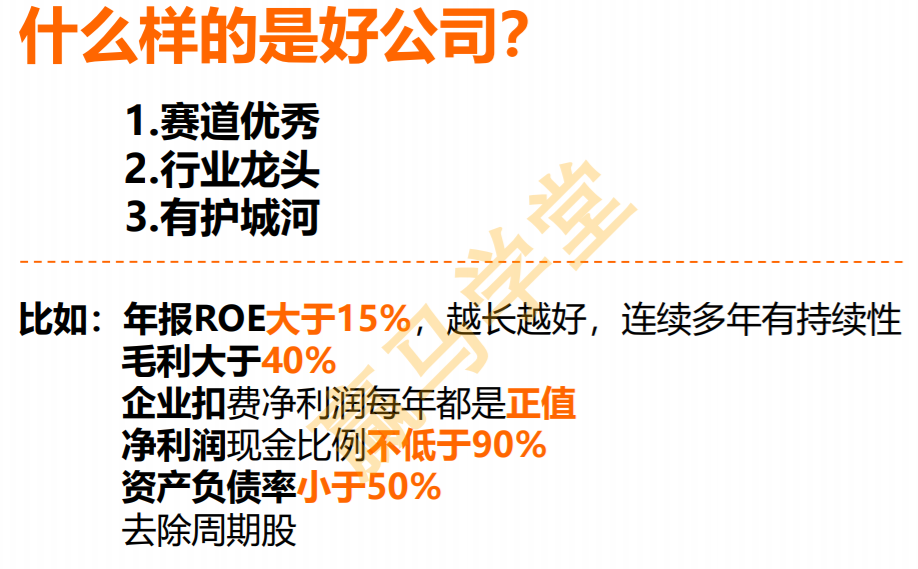 什么样的是好公司？
1.赛道优秀
2.行业龙头
3.有护城河
比如：年报ROE大于15%，越长越好，连续多年有持续性
毛利大于40%
企业扣费净利润每年都是正值
净利润现金比例不低于90%
资产负债率小于50%
去除周期股
赢马学堂